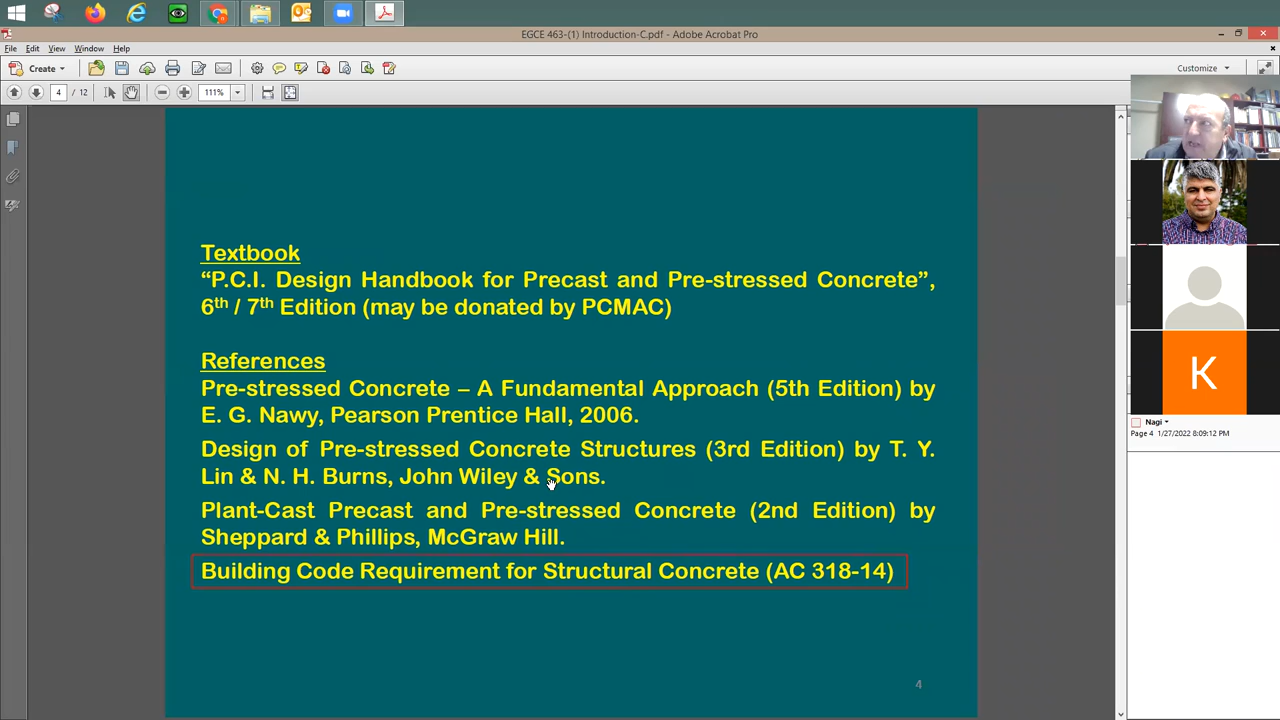 EGCE 463-(1) Introduction-C.pdf - Adobe Acrobat Pro
File Edit View Window Help
Create
Customize
4 / 12
111%
Textbook
“P.C.I. Design Handbook for Precast and Pre-stressed Concrete”,
6th / 7th Edition (may be donated by PCMAC)
References
Pre-stressed Concrete – A Fundamental Approach (5th Edition) by
E. G. Nawy, Pearson Prentice Hall, 2006.
Design of Pre-stressed Concrete Structures (3rd Edition) by T. Y.
Lin & N. H. Burns, John Wiley & Sons.
Plant-Cast Precast and Pre-stressed Concrete (2nd Edition) by
Sheppard & Phillips, McGraw Hill.
Building Code Requirement for Structural Concrete (AC 318-14)
4
K
Nagi
Page 4 1/27/2022 8:09:12 PM